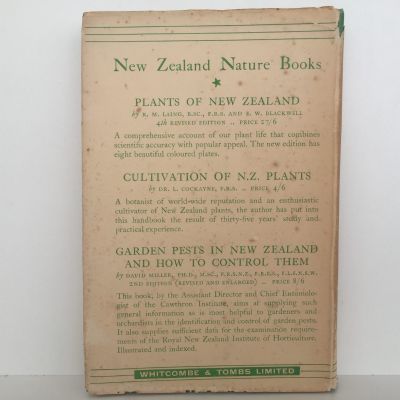 New Zealand Nature Books
PLANTS OF NEW ZEALAND
by R. M. LAING, B.SC., F.R.S. AND E. W. BLACKWELL
4th REVISED EDITION .. PRICE 27/6
A comprehensive account of our plant life that combines
scientific accuracy with popular appeal. The new edition has
eight beautiful coloured plates.
CULTIVATION OF N.Z. PLANTS
by DR. L. COCKAYNE, F.R.A. .. PRICE 4/6
A botanist of world-wide reputation and an enthusiastic
cultivator of New Zealand plants, the author has put into
this handbook the result of thirty-five years' study and
practical experience.
GARDEN PESTS IN NEW ZEALAND
AND HOW TO CONTROL THEM
by DAVID MILLER, PH.D., M.SC., F.R.S.N.Z., F.R.E.S.,
2ND EDITION (REVISED AND ENLARGED) .. PRICE 8/6
This book, by the Assistant Director and Chief Entomolo-
gist of the Cawthron Institute, aims at supplying such
general information as is most helpful to gardeners and
orchardists in the identification and control of garden pests.
It also supplies sufficient data for the examination require-
ments of the Royal New Zealand Institute of Horticulture.
Illustrated and indexed.
WHITCOMBE & TOMBS LIMITED